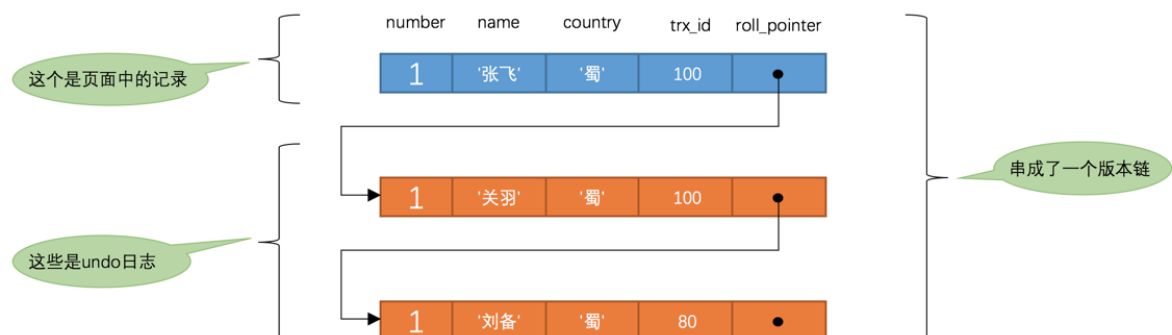 number name country trx_id roll_pointer
这个是页面中的记录
1 '张飞' '蜀' 100
串成了一个版本链
1 '关羽' '蜀' 100
这些是undo日志
1 '刘备' '蜀' 80